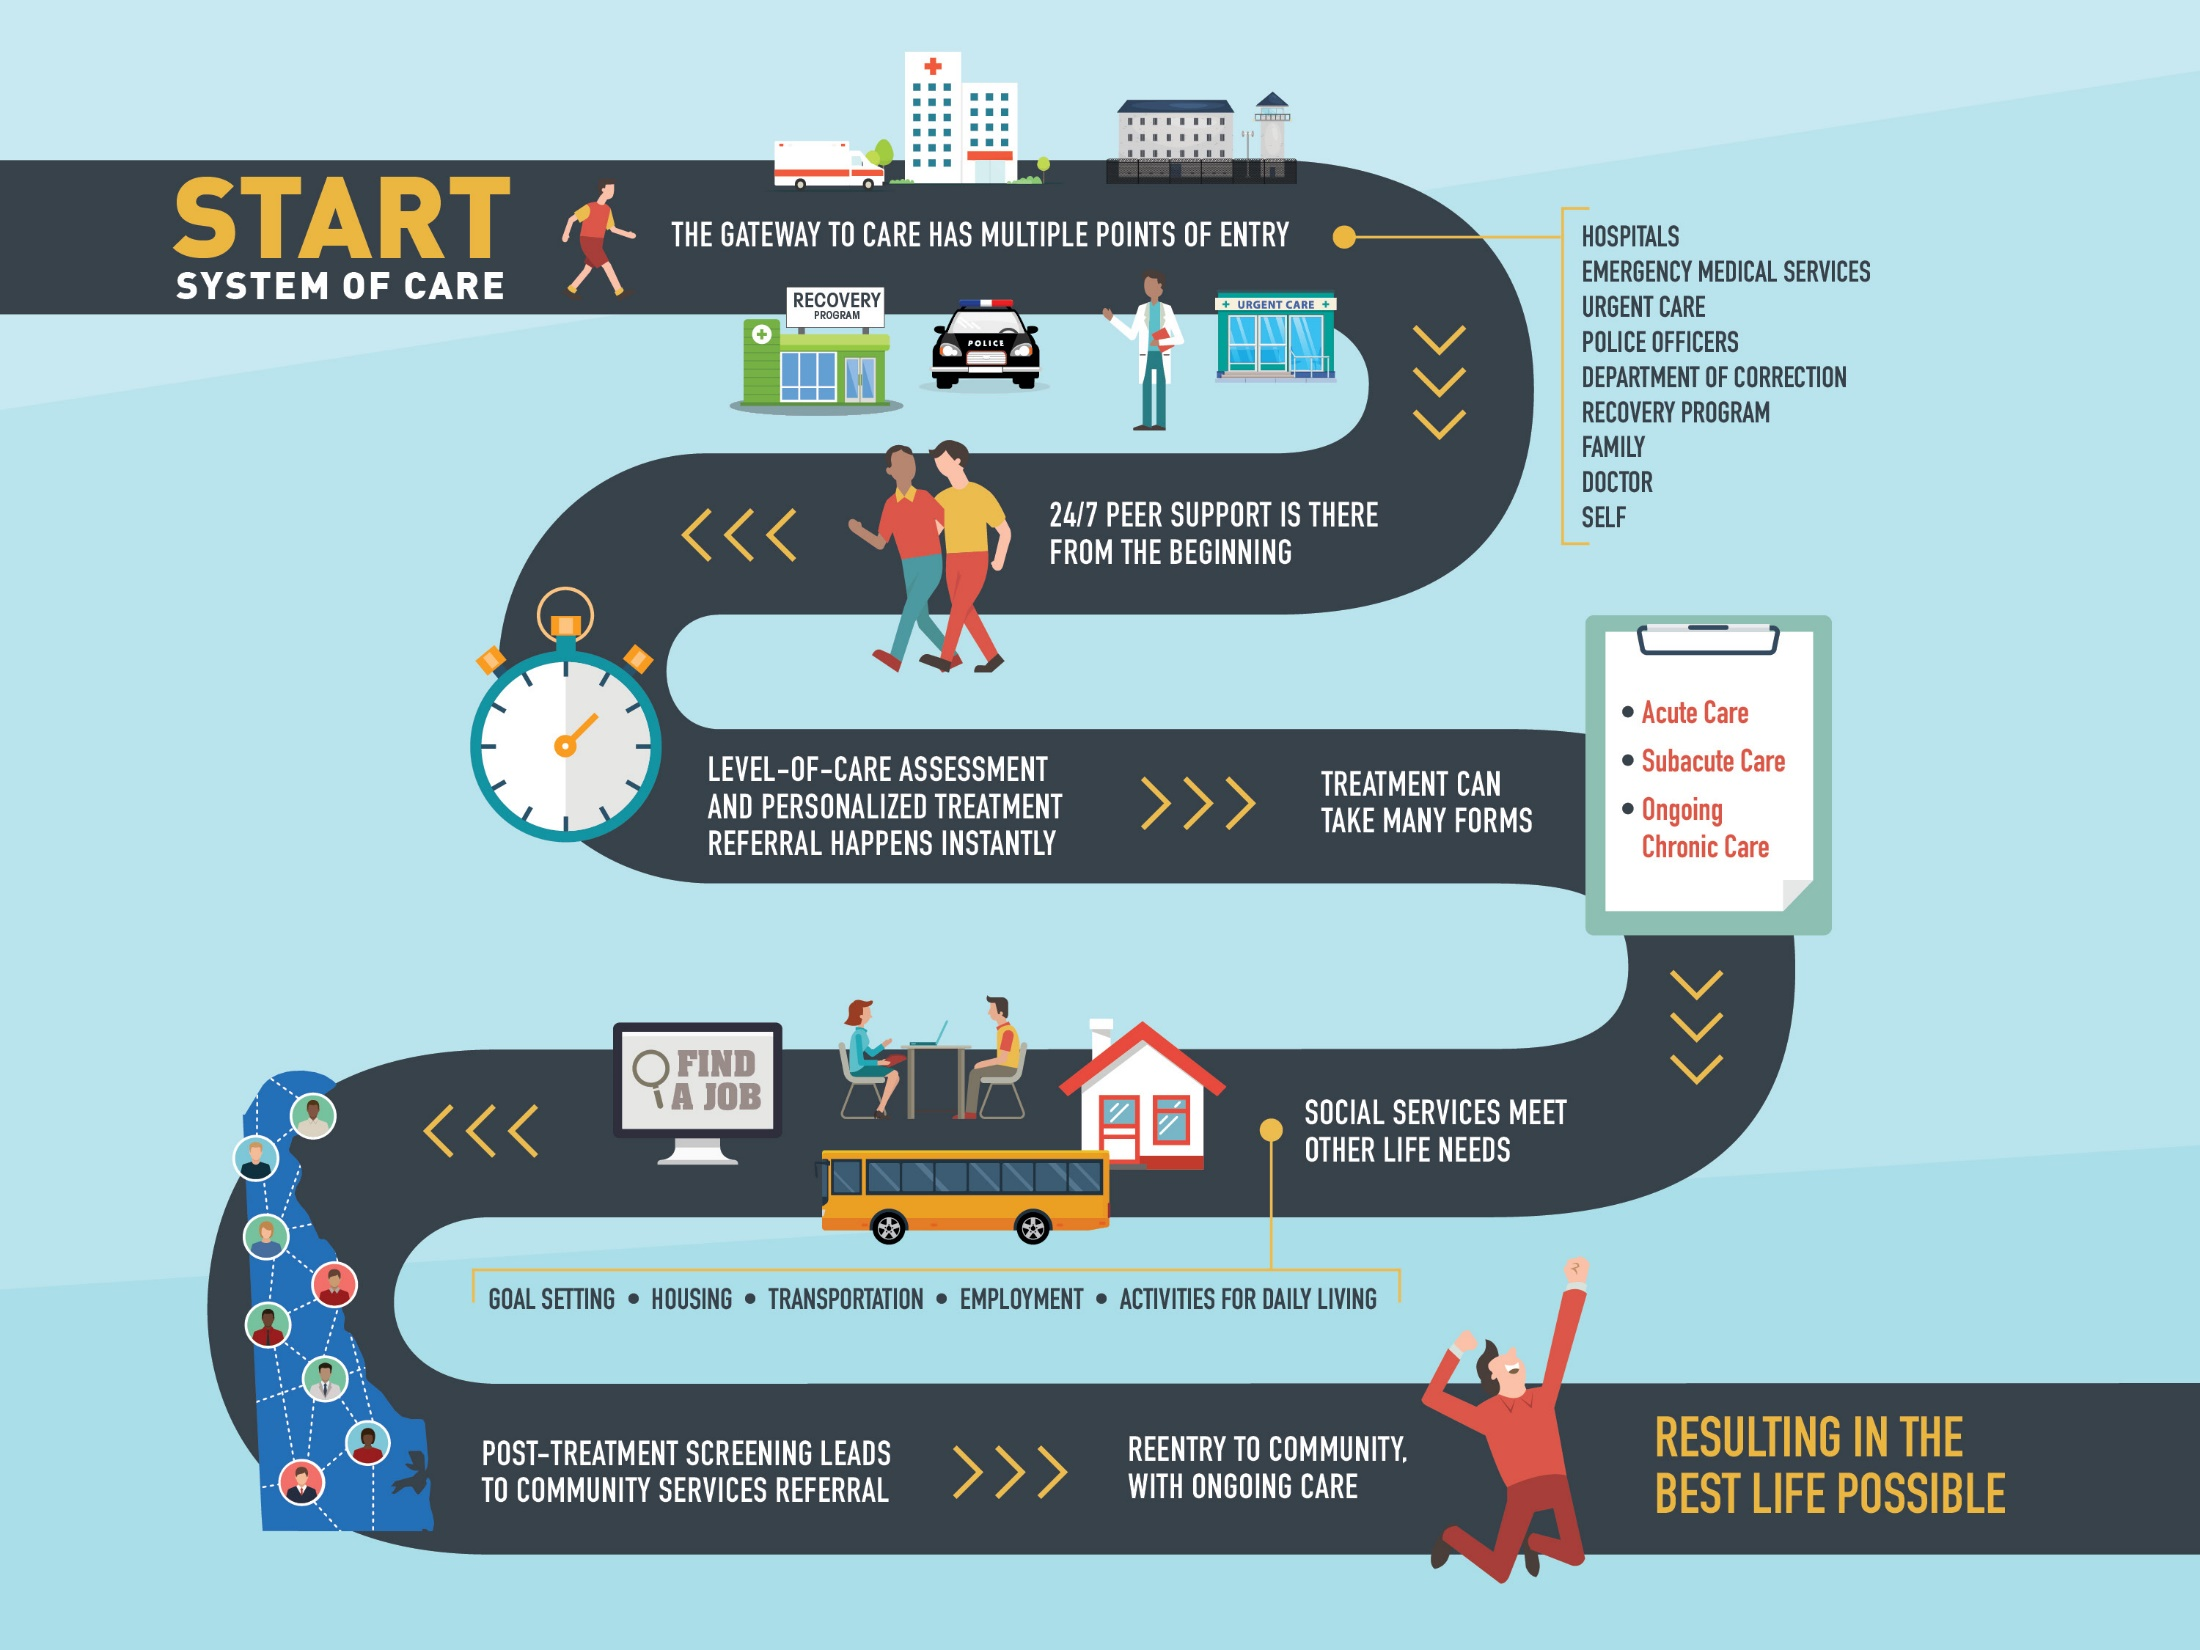 START
SYSTEM OF CARE
THE GATEWAY TO CARE HAS MULTIPLE POINTS OF ENTRY
HOSPITALS
EMERGENCY MEDICAL SERVICES
URGENT CARE
POLICE OFFICERS
DEPARTMENT OF CORRECTION
RECOVERY PROGRAM
FAMILY
DOCTOR
SELF
RECOVERY
PROGRAM
POLICE
+ URGENT CARE +
24/7 PEER SUPPORT IS THERE
FROM THE BEGINNING
LEVEL-OF-CARE ASSESSMENT
AND PERSONALIZED TREATMENT
REFERRAL HAPPENS INSTANTLY
TREATMENT CAN
TAKE MANY FORMS
• Acute Care
• Subacute Care
• Ongoing
Chronic Care
SOCIAL SERVICES MEET
OTHER LIFE NEEDS
FIND
A JOB
GOAL SETTING • HOUSING • TRANSPORTATION • EMPLOYMENT • ACTIVITIES FOR DAILY LIVING
POST-TREATMENT SCREENING LEADS
TO COMMUNITY SERVICES REFERRAL
REENTRY TO COMMUNITY,
WITH ONGOING CARE
RESULTING IN THE
BEST LIFE POSSIBLE